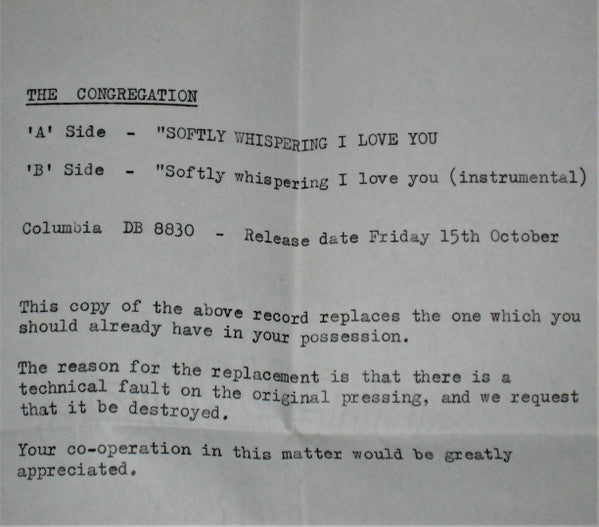 THE CONGREGATION
'A' Side - "SOFTLY WHISPERING I LOVE YOU
'B' Side - "Softly whispering I love you (instrumental)
Columbia DB 8830 - Release date Friday 15th October
This copy of the above record replaces the one which you
should already have in your possession.
The reason for the replacement is that there is a
technical fault on the original pressing, and we request
that it be destroyed.
Your co-operation in this matter would be greatly
appreciated.